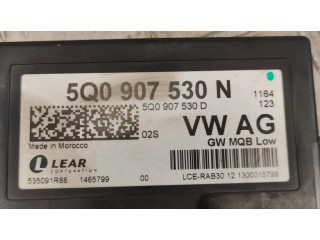 5Q0 907 530 N
1164
5Q0 907 530 D
123
02S
VW AG
Made in Morocco
GW MQB Low
LEAR
CORPORATION
535091R88 1465799 00 LCE-RAB30.12.1300015799